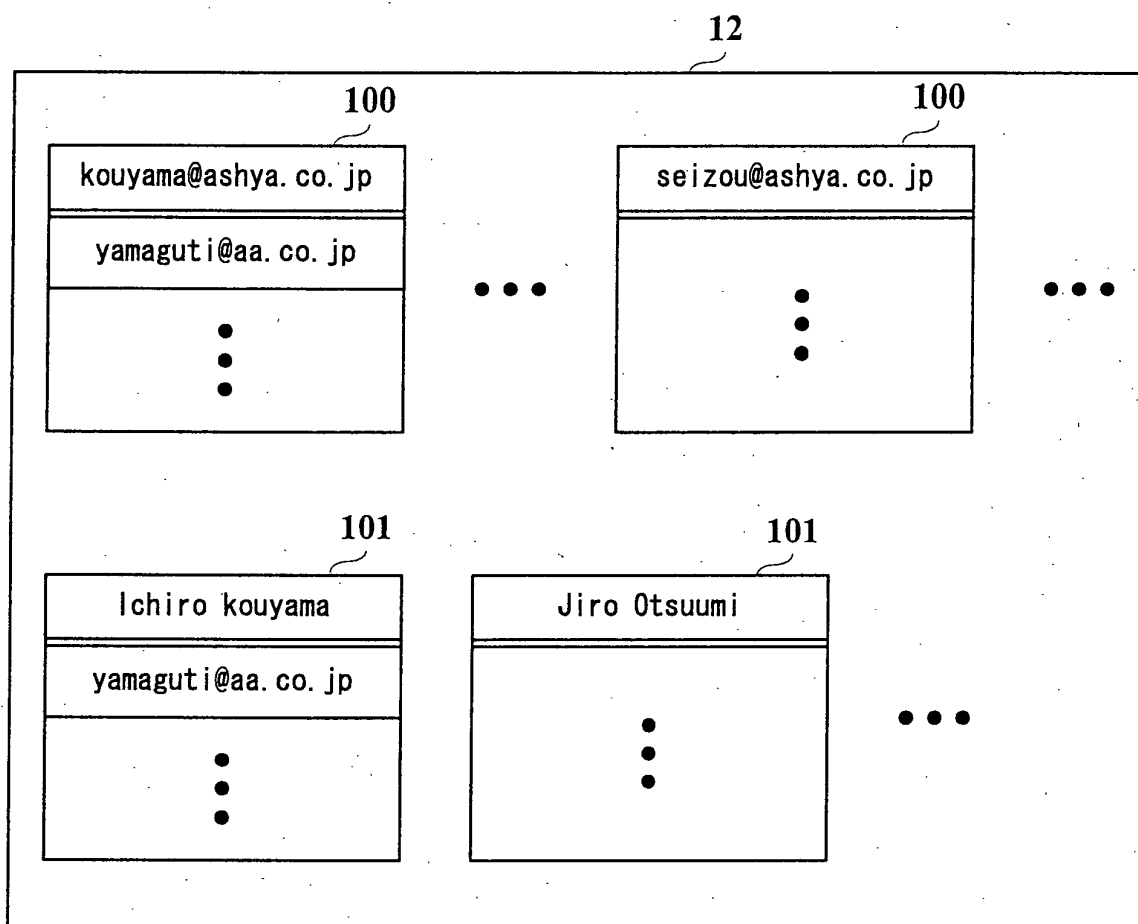 12
100
100
kouyama@ashya.co.jp
seizou@ashya.co.jp
yamaguti@aa.co.jp
101
101
Ichiro kouyama
Jiro Otsuumi
yamaguti@aa.co.jp